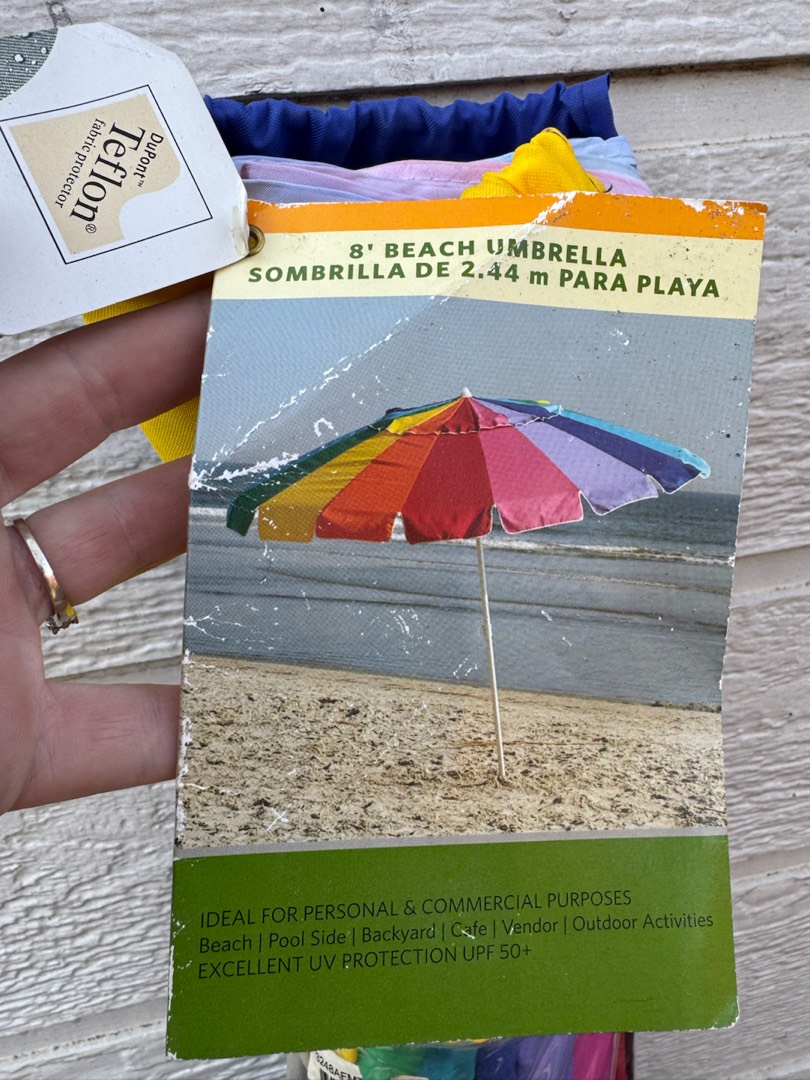 DuPont™
Teflon®
fabric protector
8' BEACH UMBRELLA
SOMBRILLA DE 2.44 m PARA PLAYA
IDEAL FOR PERSONAL & COMMERCIAL PURPOSES
Beach | Pool Side | Backyard | Cafe | Vendor | Outdoor Activities
EXCELLENT UV PROTECTION UPF 50+